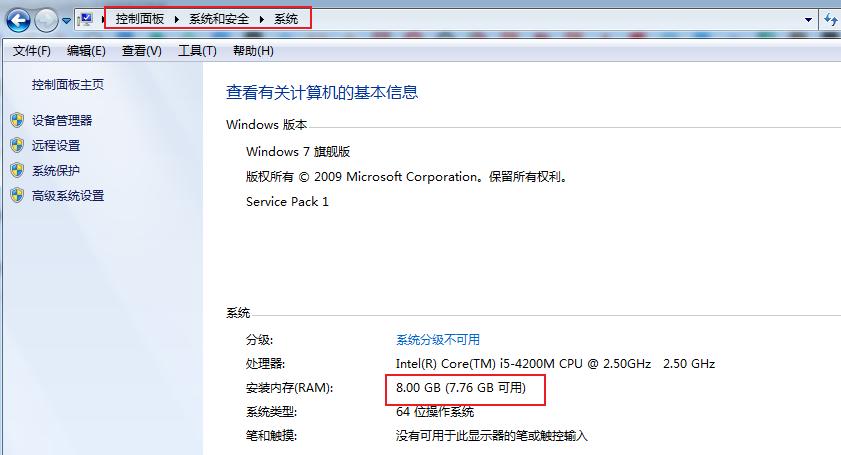 控制面板 系统和安全 系统
文件(F) 编辑(E) 查看(V) 工具(T) 帮助(H)
控制面板主页
设备管理器
远程设置
系统保护
高级系统设置
查看有关计算机的基本信息
Windows 版本
Windows 7 旗舰版
版权所有 © 2009 Microsoft Corporation。保留所有权利。
Service Pack 1
系统
分级: 系统分级不可用
处理器: Intel(R) Core(TM) i5-4200M CPU @ 2.50GHz 2.50 GHz
安装内存(RAM): 8.00 GB (7.76 GB 可用)
系统类型: 64 位操作系统
笔和触摸: 没有可用于此显示器的笔或触控输入